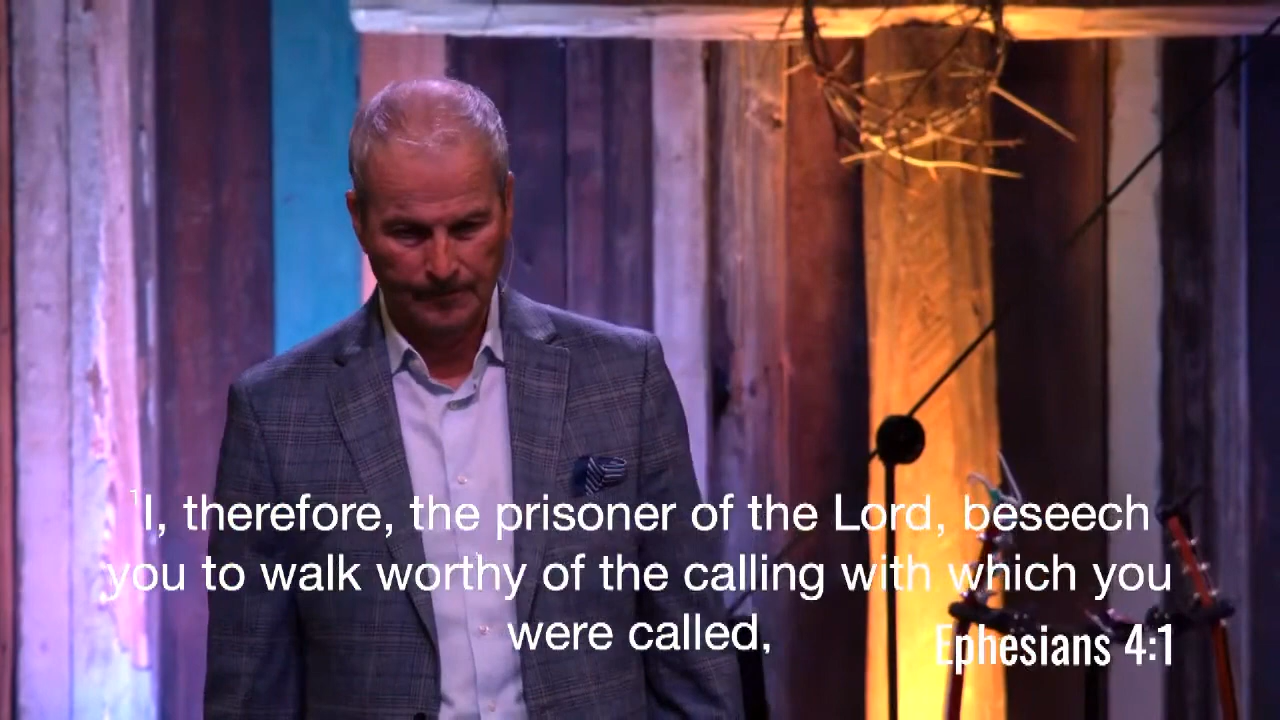 1I, therefore, the prisoner of the Lord, beseech
you to walk worthy of the calling with which you
were called,
Ephesians 4:1